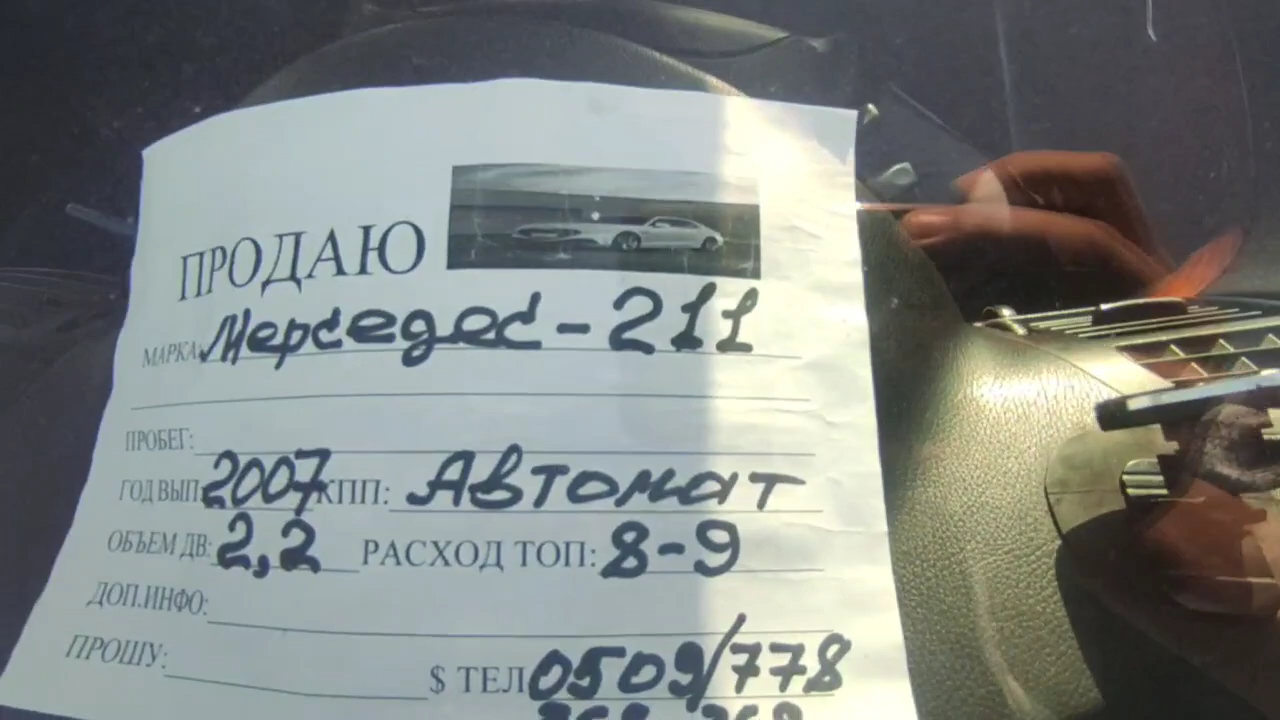 ПРОДАЮ
МАРКА: Мерседес-211
ПРОБЕГ:
ГОД ВЫП: 2007 КПП: Автомат
ОБЪЕМ ДВ: 2,2 РАСХОД ТОП: 8-9
ДОП.ИНФО:
ПРОШУ: $ ТЕЛ 0509/778